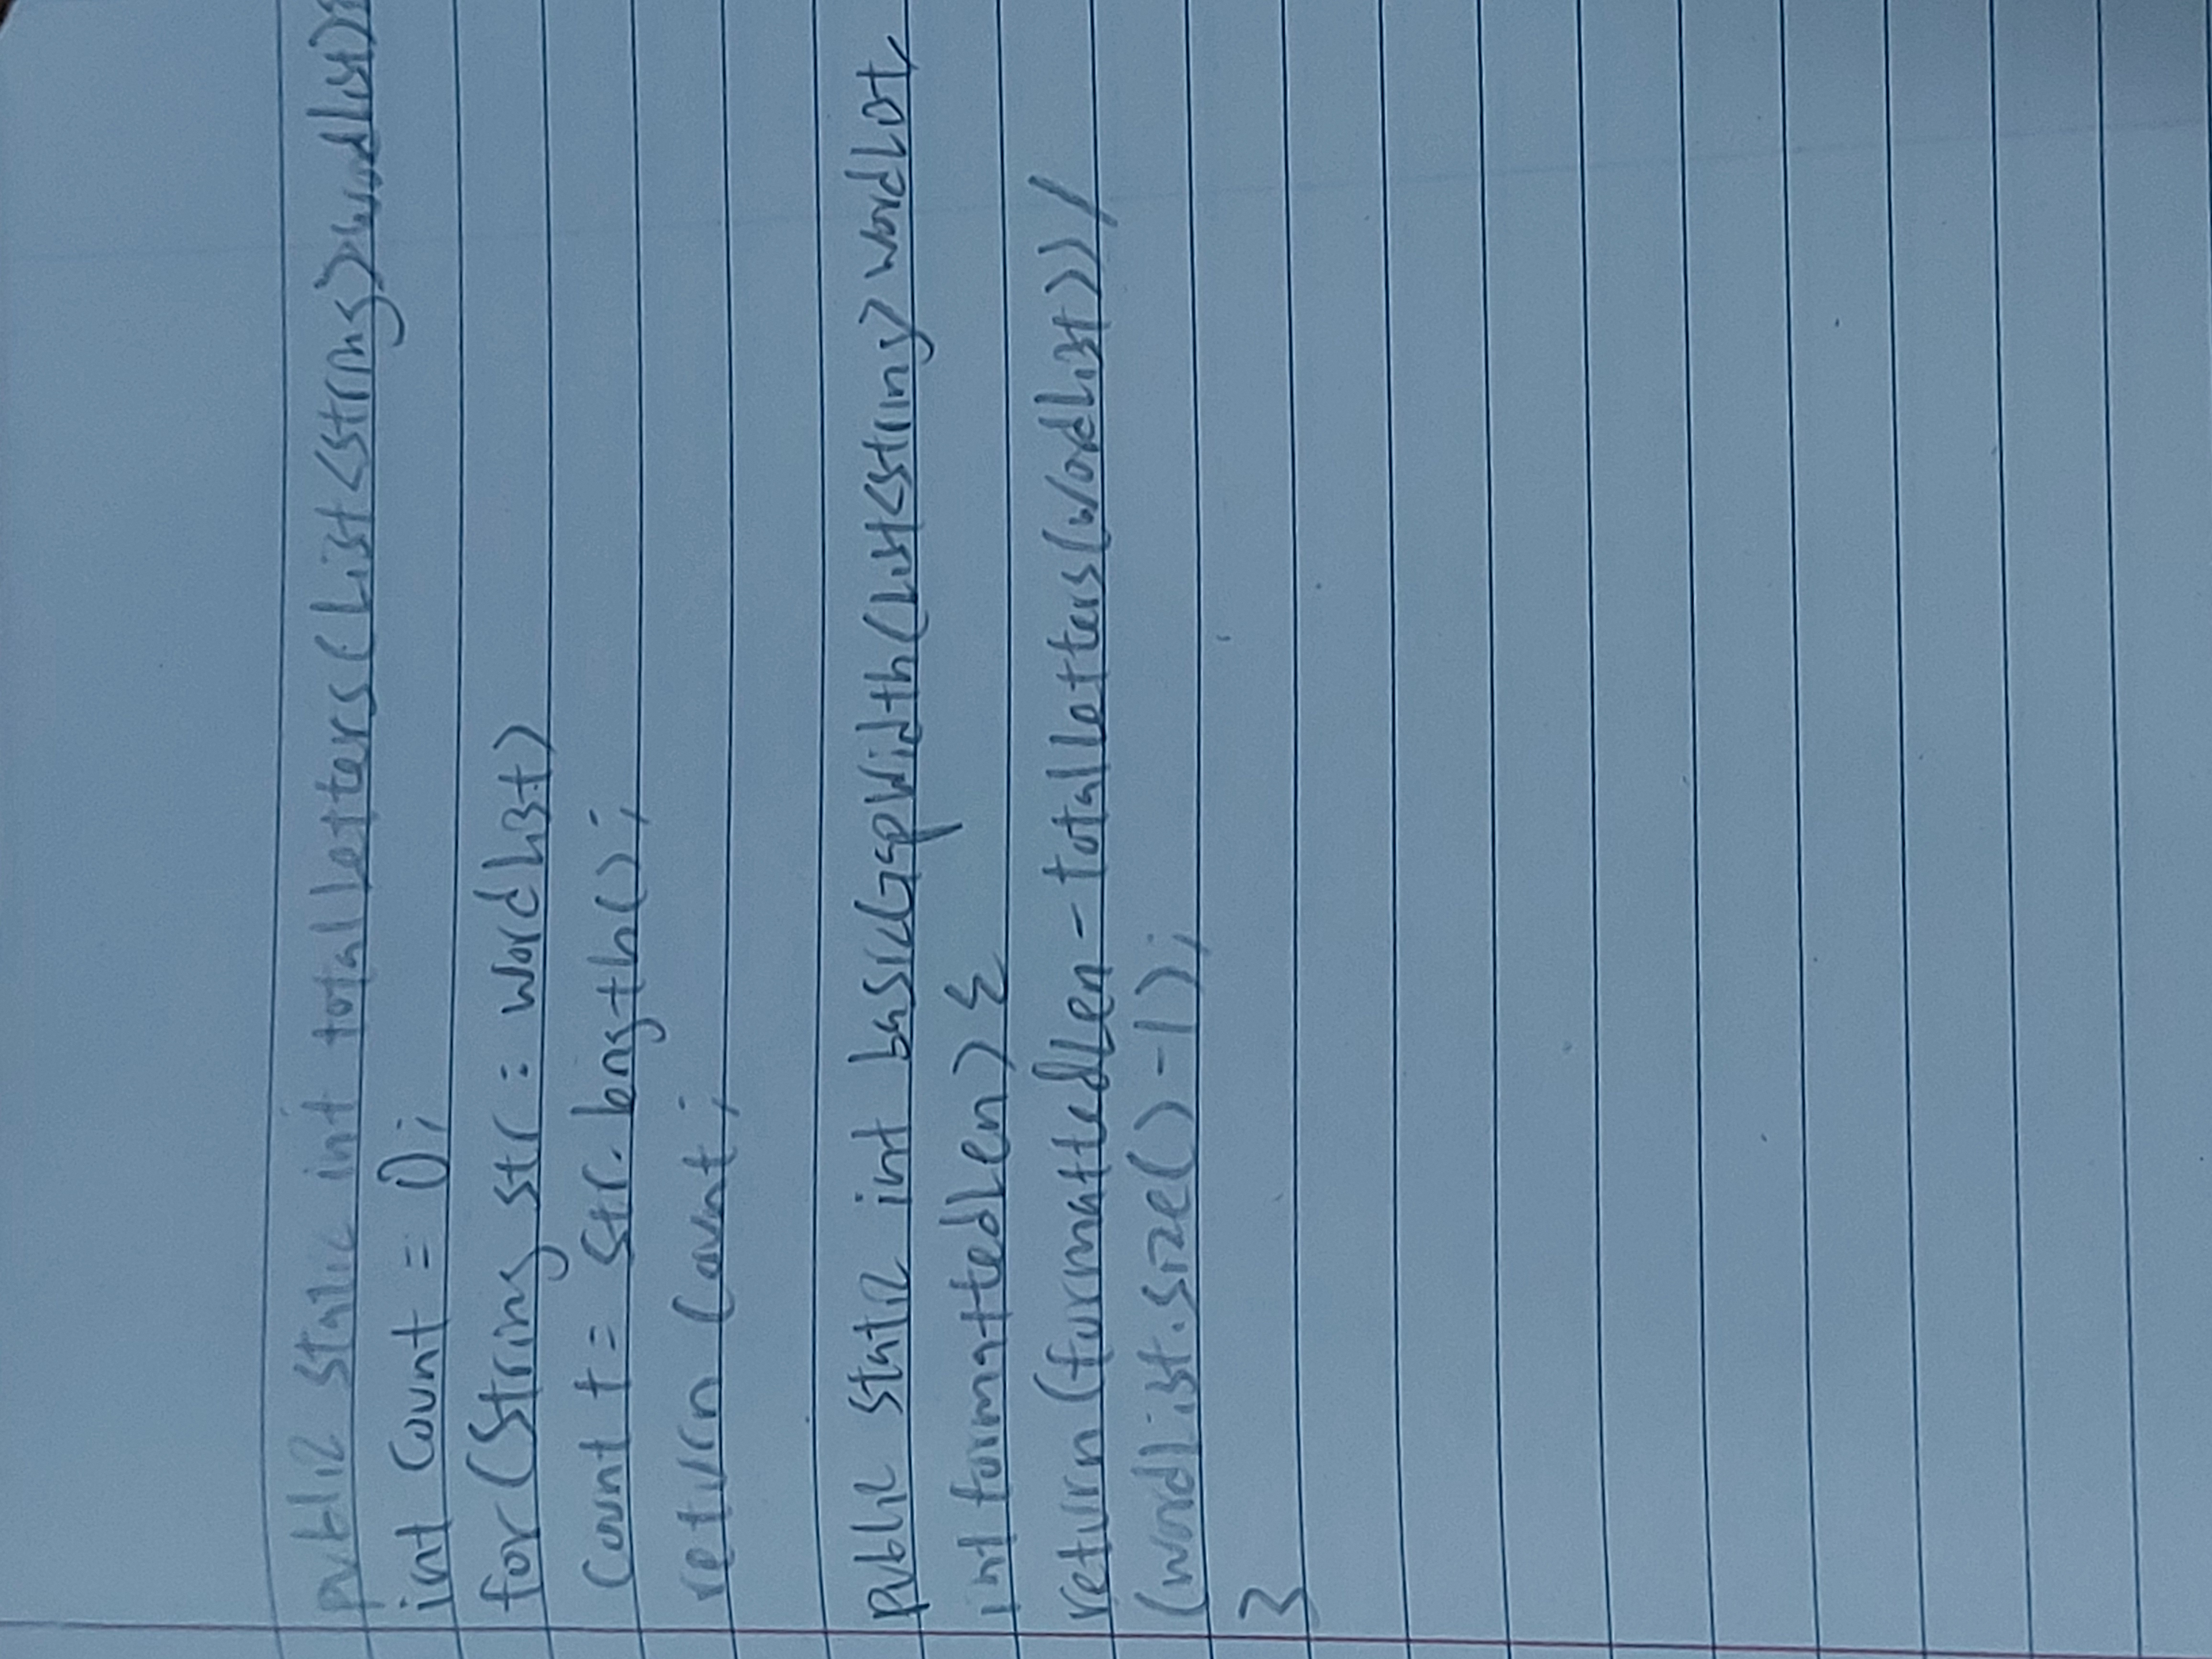 public static int totalLetters(List<String> wordList){
int count = 0;
for(String str : wordList)
count += str.length();
return count;
public static int basicGapWidth(List<String> wordList,
int formattedLen) {
return(formattedLen - totalLetters(wordList)) /
(wordList.size() - 1);
}